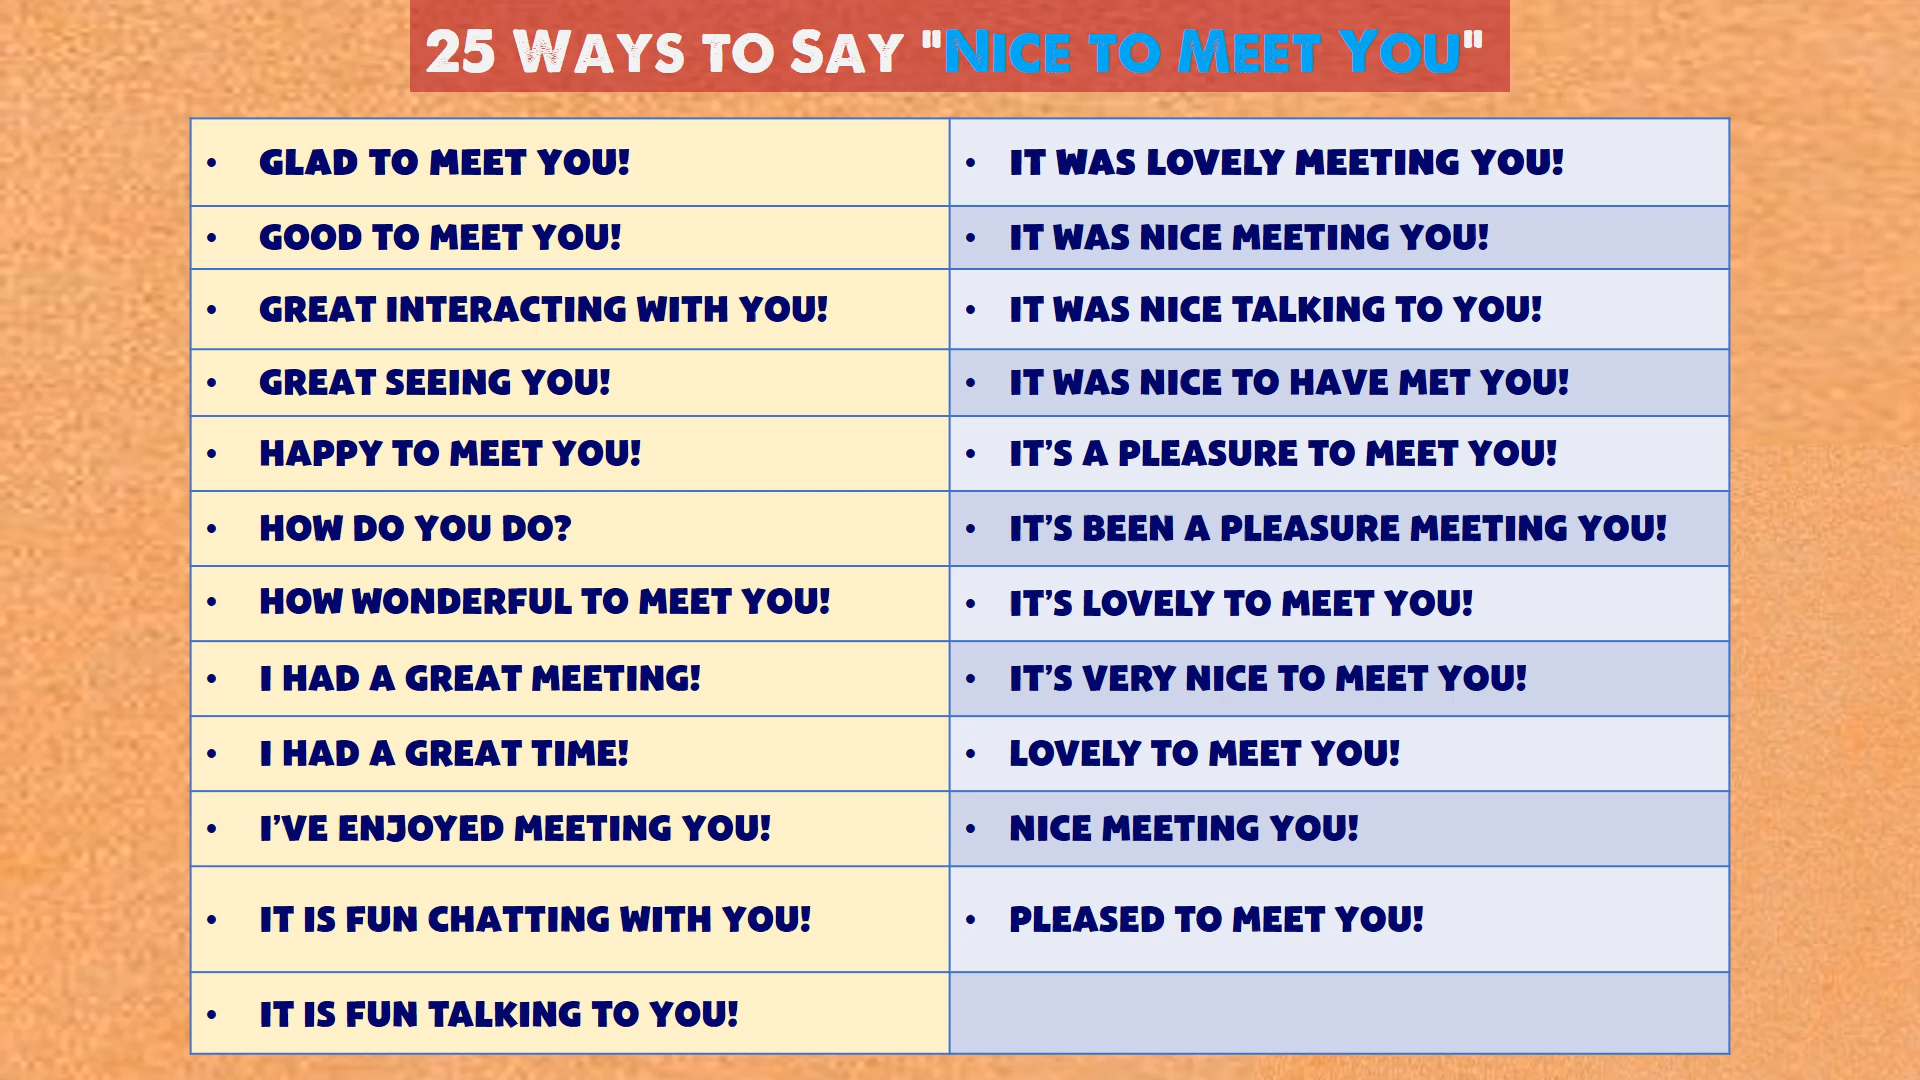 25 Ways to Say "Nice to Meet You"
• GLAD TO MEET YOU!
• IT WAS LOVELY MEETING YOU!
• GOOD TO MEET YOU!
• IT WAS NICE MEETING YOU!
• GREAT INTERACTING WITH YOU!
• IT WAS NICE TALKING TO YOU!
• GREAT SEEING YOU!
• IT WAS NICE TO HAVE MET YOU!
• HAPPY TO MEET YOU!
• IT’S A PLEASURE TO MEET YOU!
• HOW DO YOU DO?
• IT’S BEEN A PLEASURE MEETING YOU!
• HOW WONDERFUL TO MEET YOU!
• IT’S LOVELY TO MEET YOU!
• I HAD A GREAT MEETING!
• IT’S VERY NICE TO MEET YOU!
• I HAD A GREAT TIME!
• LOVELY TO MEET YOU!
• I’VE ENJOYED MEETING YOU!
• NICE MEETING YOU!
• IT IS FUN CHATTING WITH YOU!
• PLEASED TO MEET YOU!
• IT IS FUN TALKING TO YOU!